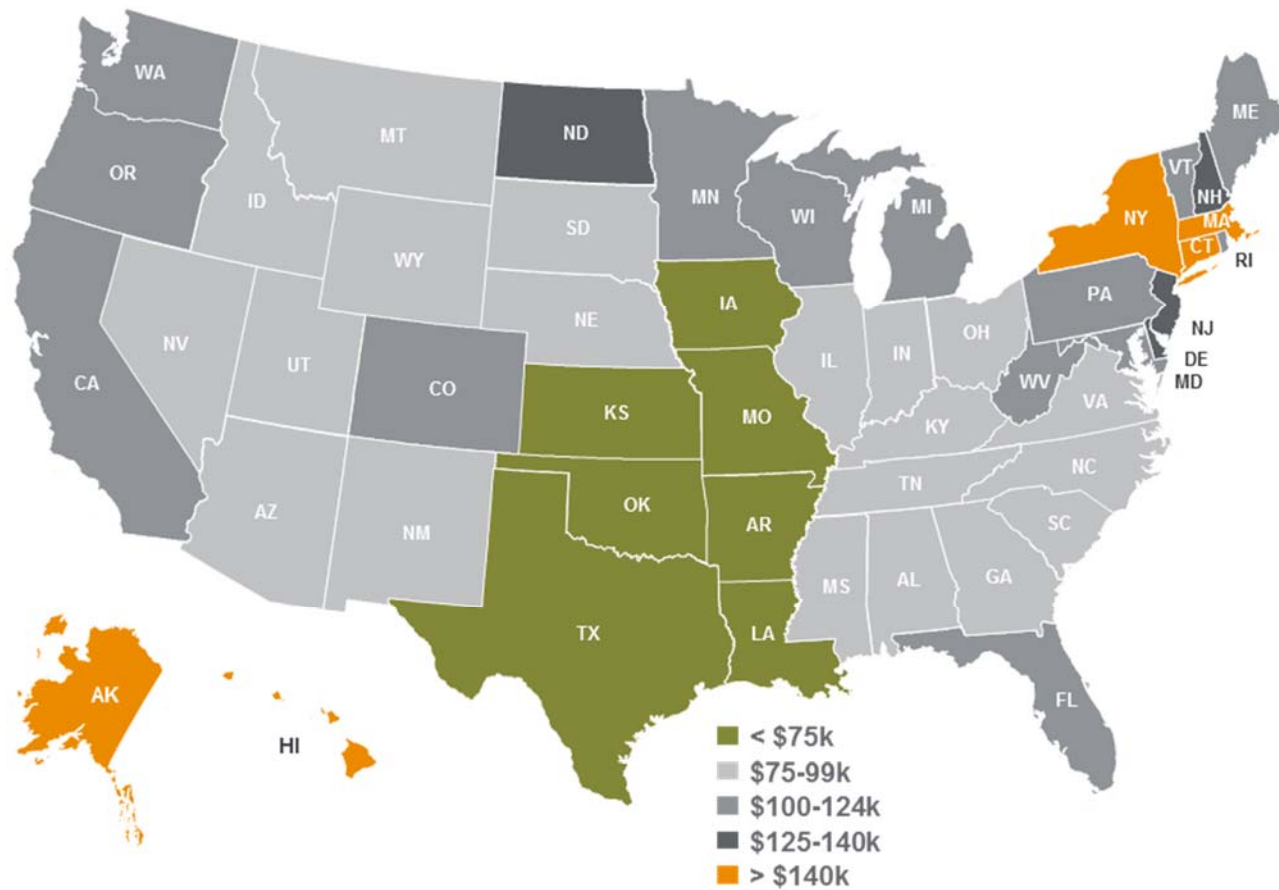 WA
ME
MT
ND
VT
OR
MN
NH
ID
WI
MI
NY
MA
SD
CT
WY
RI
PA
IA
NE
NJ
OH
NV
IL
IN
DE
UT
CA
CO
WV
MD
VA
KS
MO
KY
NC
TN
OK
AZ
NM
AR
SC
MS
AL
GA
TX
LA
AK
FL
HI
< $75k
$75-99k
$100-124k
$125-140k
> $140k